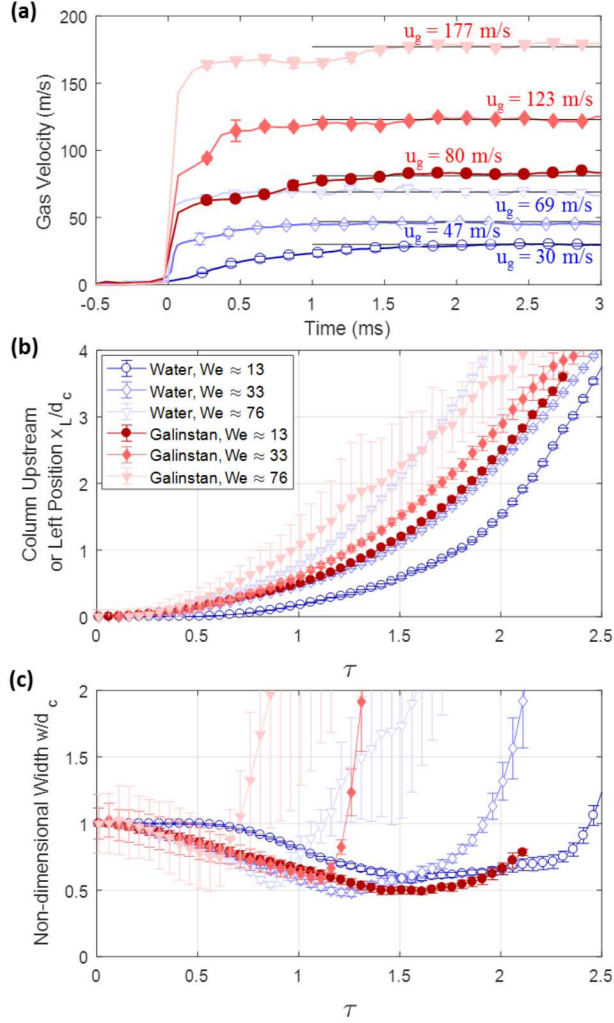 (a)
200
150
100
50
0
Gas Velocity
(m/s)
u_g = 177 m/s
u_g = 123 m/s
u_g = 80 m/s
u_g = 69 m/s
u_g = 47 m/s
u_g = 30 m/s
-0.5 0 0.5 1 1.5 2 2.5 3
Time (ms)
(b)
4
3
2
1
0
Column Upstream
or Left Position x_L/d_c
Water, We ≈ 13
Water, We ≈ 33
Water, We ≈ 76
Galinstan, We ≈ 13
Galinstan, We ≈ 33
Galinstan, We ≈ 76
0 0.5 1 1.5 2 2.5
τ
(c)
2
1.5
1
0.5
0
Non-dimensional Width w/d_c
0 0.5 1 1.5 2 2.5
τ